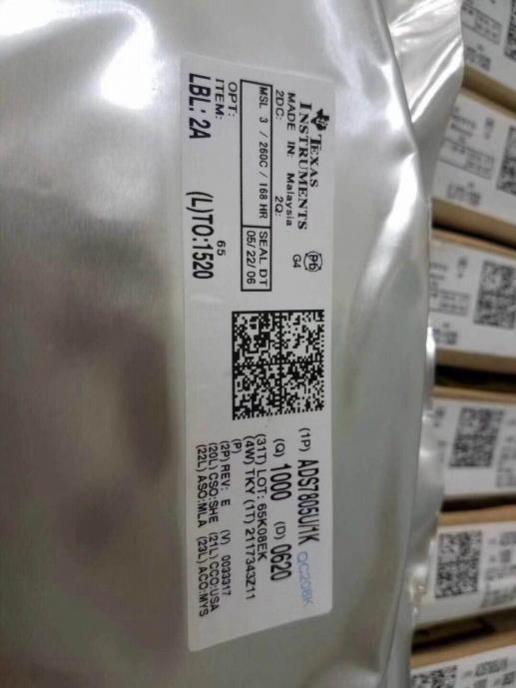 TEXAS
INSTRUMENTS
MADE IN: Malaysia
2DC: 2Q:
Pb
G4
MSL 3 / 260C / 168 HR
SEAL DT
05/22/06
OPT:
ITEM: 65
LBL: 2A (L)TO:1520
(1P) ADS7805U/1K
QC208K
(Q) 1000 (D) 0620
(31T) LOT: 65K08EK
(4W) TKY (1T) 2117343Z11
(P)
(2P) REV: E (V) 0033317
(20L) CSO:SHE (21L) CCO:USA
(22L) ASO:MLA (23L) ACO:MYS